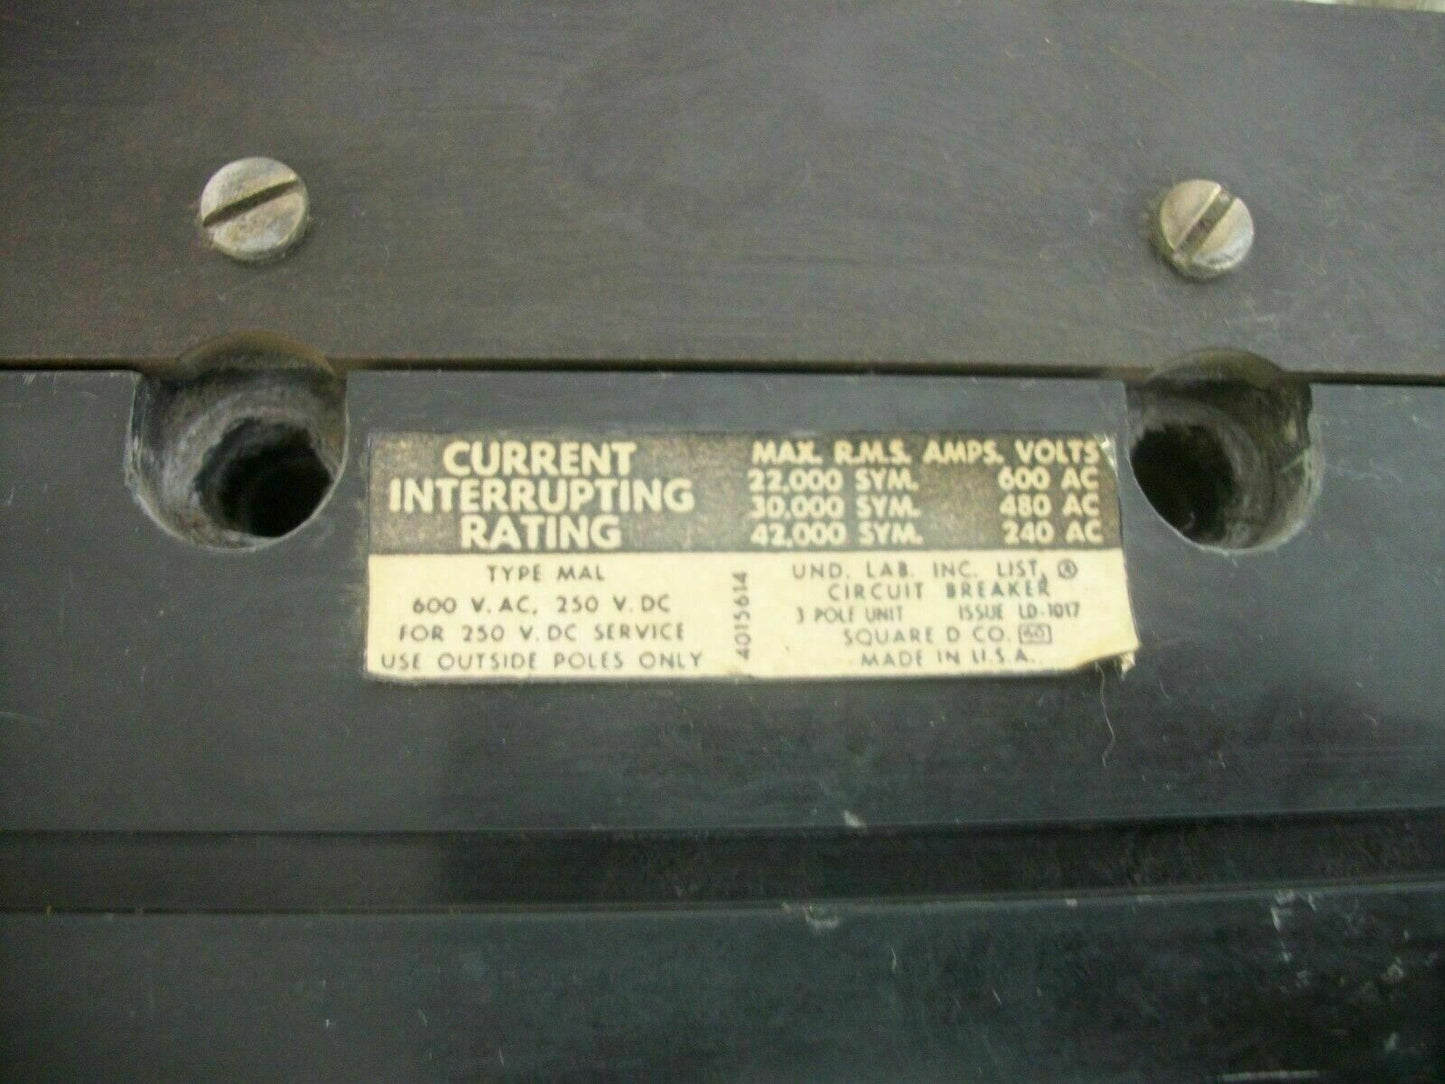 CURRENT
INTERRUPTING
RATING
MAX. R.M.S. AMPS. VOLTS
22,000 SYM. 600 AC
30,000 SYM. 480 AC
42,000 SYM. 240 AC
TYPE MAL
600 V. AC, 250 V. DC
FOR 250 V. DC SERVICE
USE OUTSIDE POLES ONLY
4015614
UND. LAB. INC. LIST. ®
CIRCUIT BREAKER
3 POLE UNIT ISSUE LD-1017
SQUARE D CO.
MADE IN U.S.A.